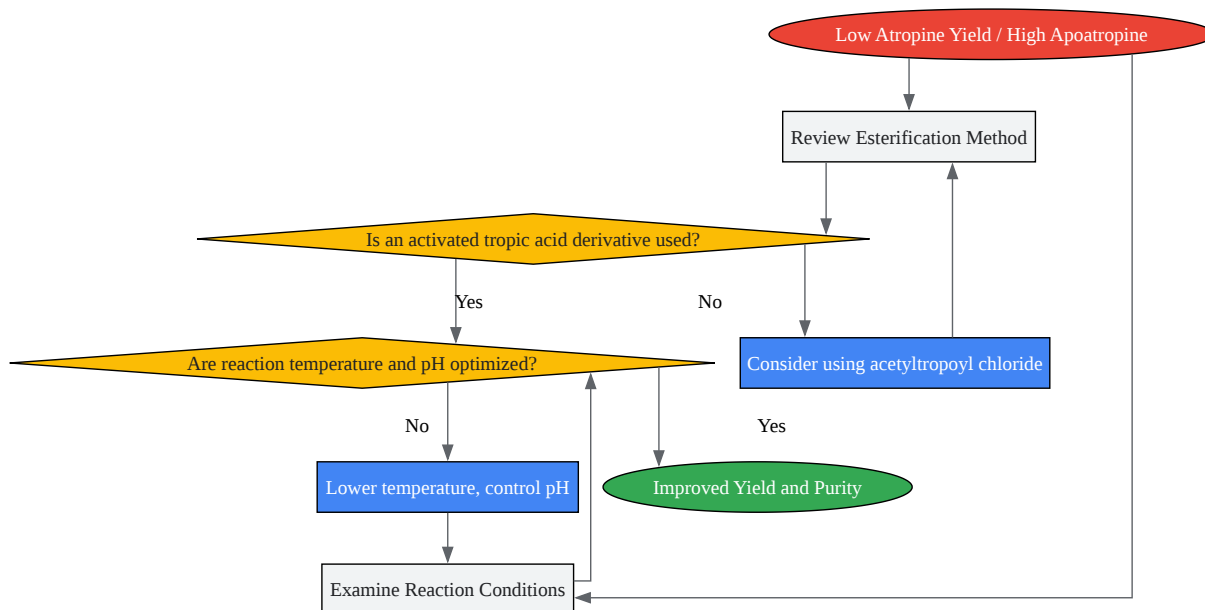 Low Atropine Yield / High Apoatropine
Review Esterification Method
Is an activated tropic acid derivative used?
Yes
No
Are reaction temperature and pH optimized?
Consider using acetyltropoyl chloride
No
Yes
Lower temperature, control pH
Improved Yield and Purity
Examine Reaction Conditions